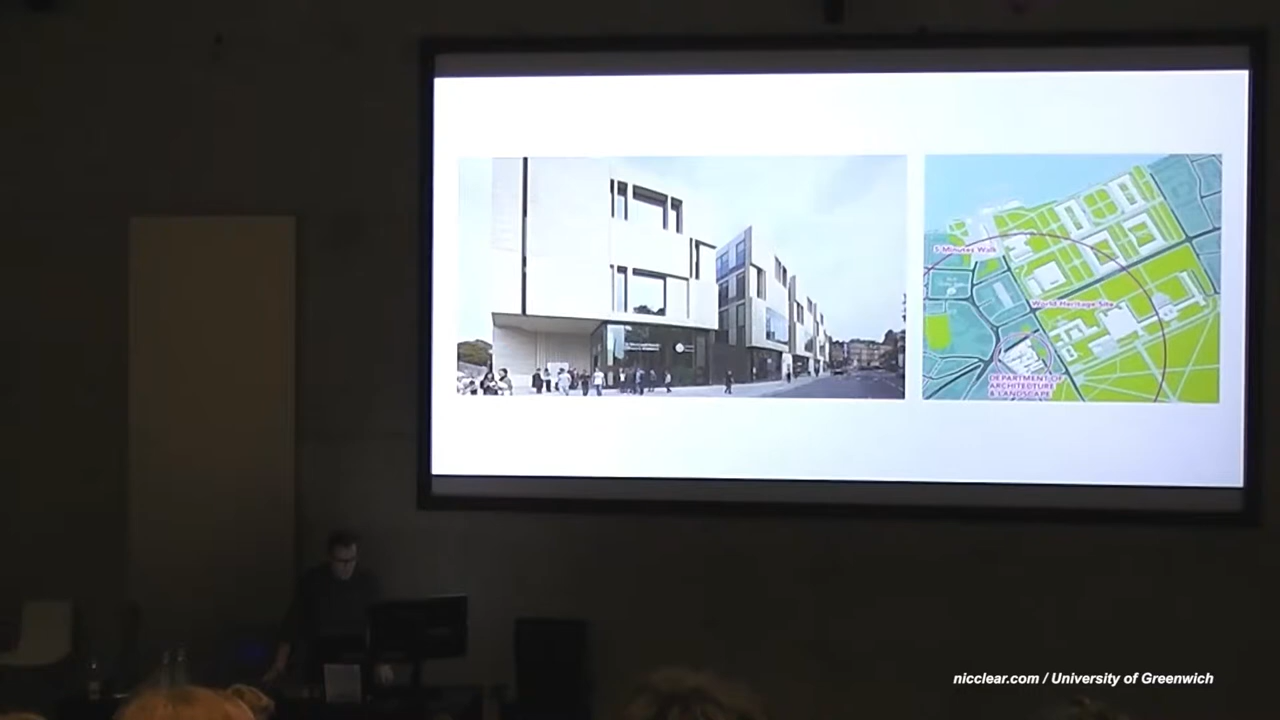 5 Minutes Walk
World Heritage Site
DEPARTMENT OF
ARCHITECTURE
& LANDSCAPE
nicclear.com / University of Greenwich